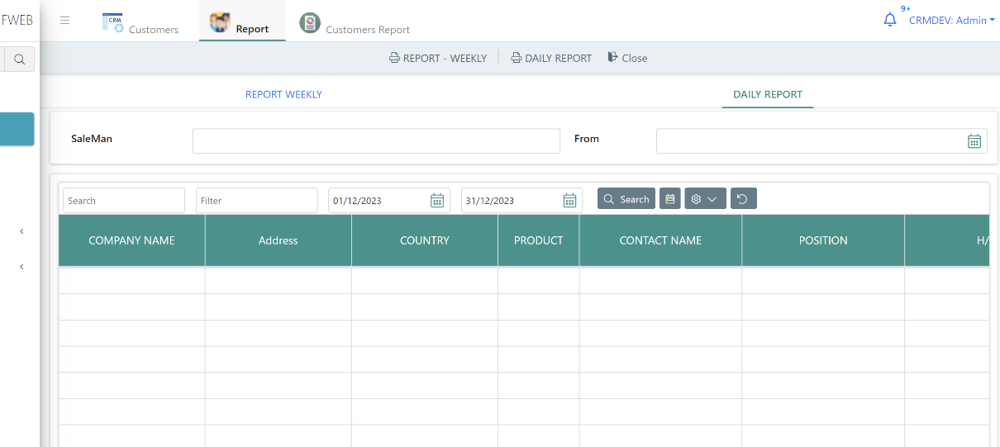 FWEB
CRM
Customers
Report
Customers Report
9+
CRMDEV: Admin
REPORT - WEEKLY
DAILY REPORT
Close
REPORT WEEKLY
DAILY REPORT
SaleMan
From
Search
Filter
01/12/2023
31/12/2023
Search
COMPANY NAME
Address
COUNTRY
PRODUCT
CONTACT NAME
POSITION
H/